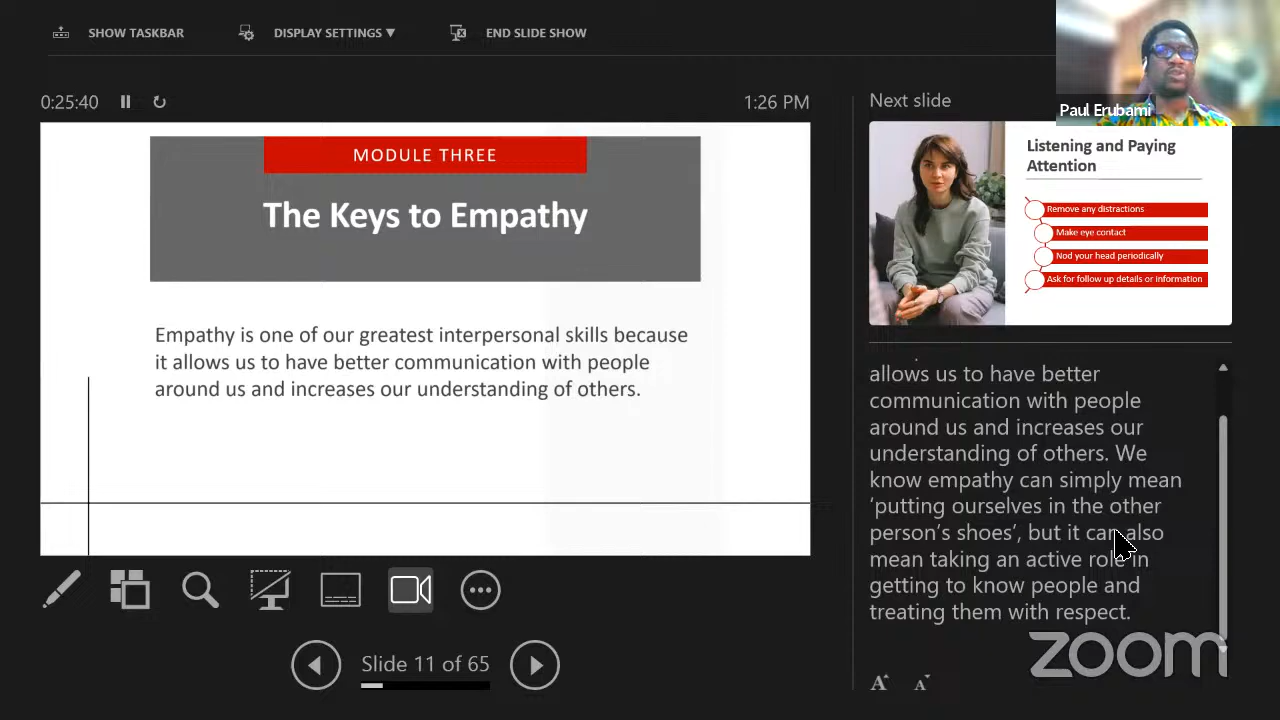 SHOW TASKBAR
DISPLAY SETTINGS ▼
END SLIDE SHOW
Paul Erubami
0:25:40
1:26 PM
MODULE THREE
The Keys to Empathy
Empathy is one of our greatest interpersonal skills because
it allows us to have better communication with people
around us and increases our understanding of others.
Slide 11 of 65
Next slide
Listening and Paying
Attention
Remove any distractions
Make eye contact
Nod your head periodically
Ask for follow up details or information
allows us to have better
communication with people
around us and increases our
understanding of others. We
know empathy can simply mean
‘putting ourselves in the other
person’s shoes’, but it can also
mean taking an active role in
getting to know people and
treating them with respect.
A A
zoom